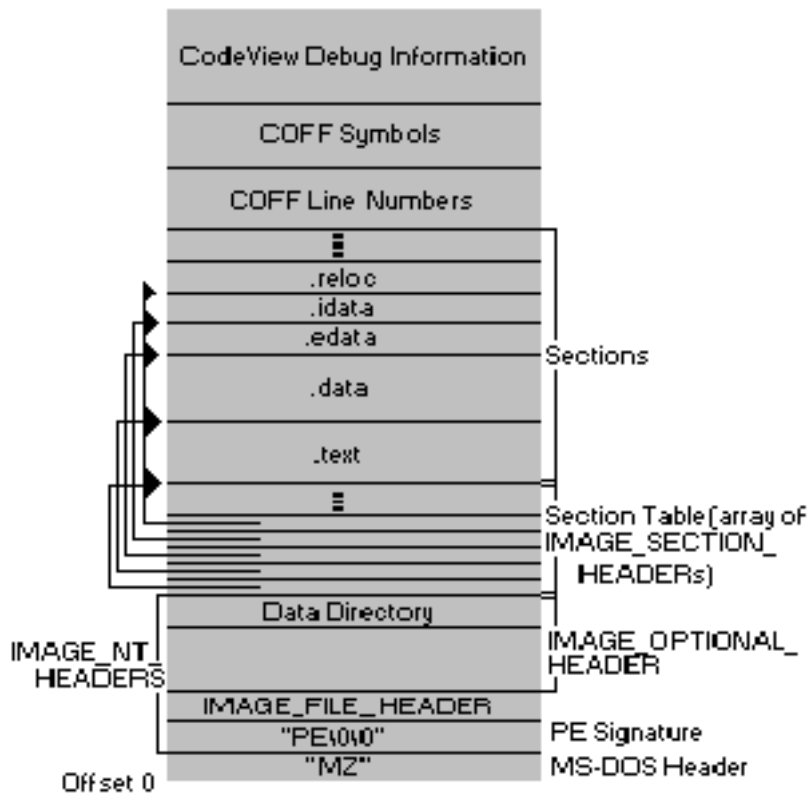 CodeView Debug Information
COFF Symbols
COFF Line Numbers
.reloc
.idata
.edata
.data
.text
Sections
Section Table(array of
IMAGE_SECTION_
HEADERs)
Data Directory
IMAGE_NT_
HEADERS
IMAGE_OPTIONAL_
HEADER
IMAGE_FILE_HEADER
"PE\0\0"
PE Signature
"MZ"
MS-DOS Header
Offset 0